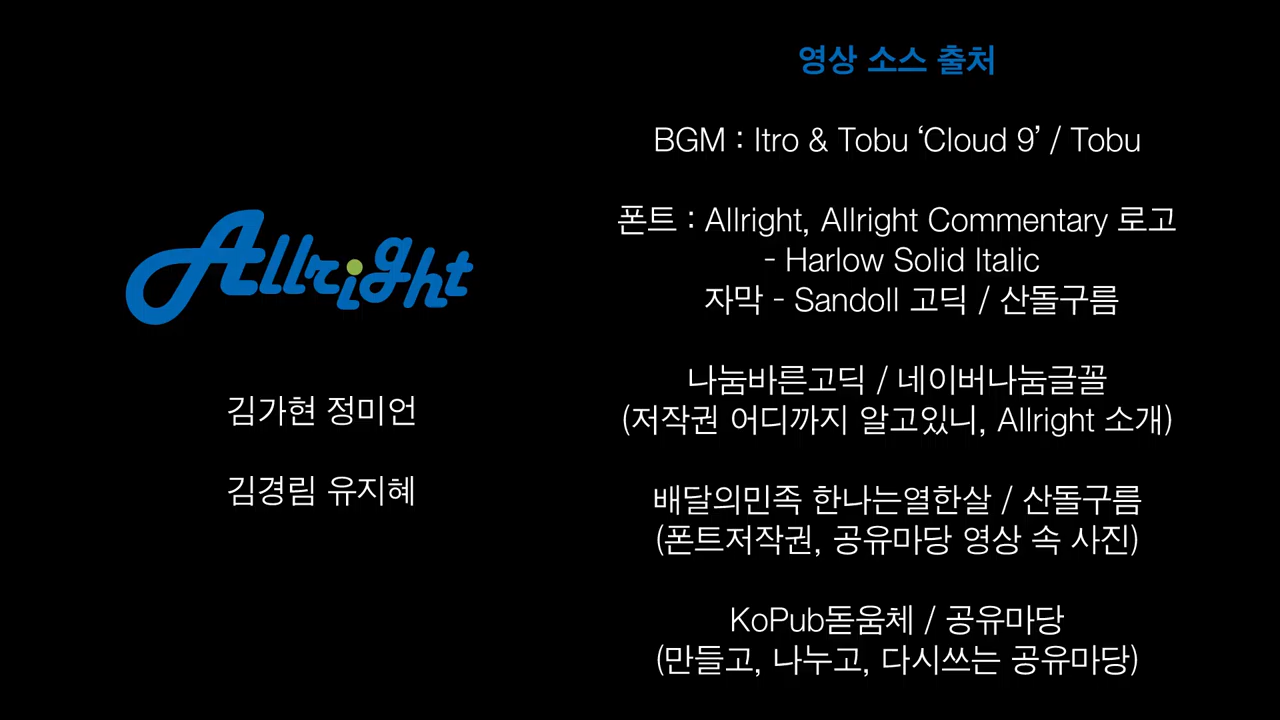 Allright
김가현 정미언
김경림 유지혜
영상 소스 출처
BGM : Itro & Tobu ‘Cloud 9’ / Tobu
폰트 : Allright, Allright Commentary 로고
- Harlow Solid Italic
자막 - Sandoll 고딕 / 산돌구름
나눔바른고딕 / 네이버나눔글꼴
(저작권 어디까지 알고있니, Allright 소개)
배달의민족 한나는열한살 / 산돌구름
(폰트저작권, 공유마당 영상 속 사진)
KoPub돋움체 / 공유마당
(만들고, 나누고, 다시쓰는 공유마당)